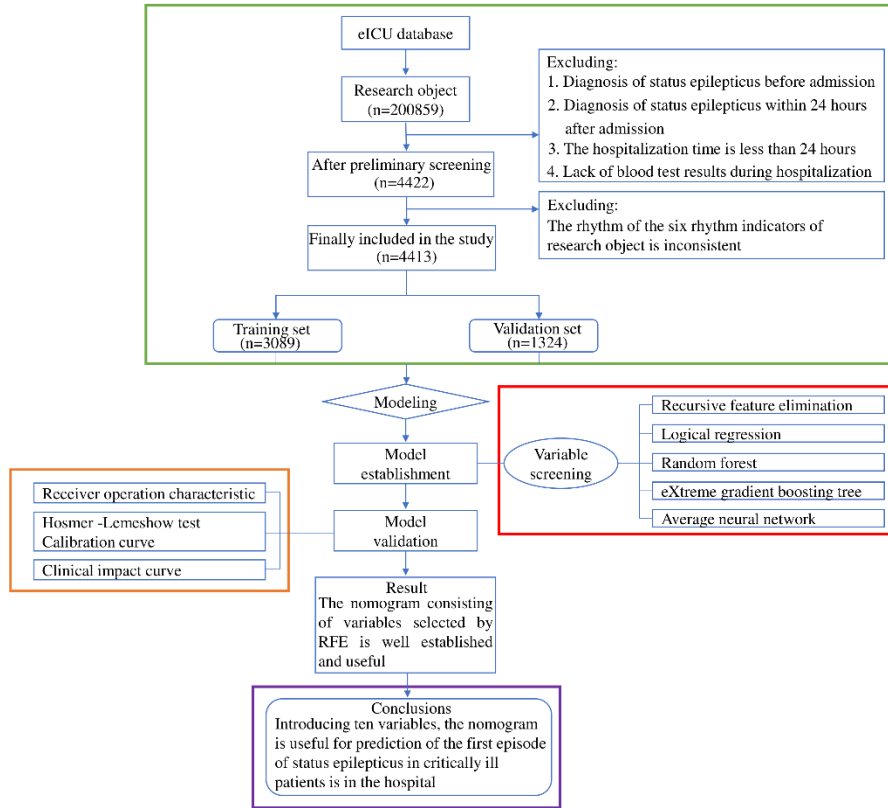 eICU database
Research object
(n=200859)
Excluding:
1. Diagnosis of status epilepticus before admission
2. Diagnosis of status epilepticus within 24 hours
after admission
3. The hospitalization time is less than 24 hours
4. Lack of blood test results during hospitalization
After preliminary screening
(n=4422)
Excluding:
The rhythm of the six rhythm indicators of
research object is inconsistent
Finally included in the study
(n=4413)
Training set
(n=3089)
Validation set
(n=1324)
Modeling
Model
establishment
Variable
screening
Recursive feature elimination
Logical regression
Random forest
eXtreme gradient boosting tree
Average neural network
Receiver operation characteristic
Hosmer -Lemeshow test
Calibration curve
Clinical impact curve
Model
validation
Result
The nomogram consisting
of variables selected by
RFE is well established
and useful
Conclusions
Introducing ten variables, the nomogram
is useful for prediction of the first episode
of status epilepticus in critically ill
patients is in the hospital